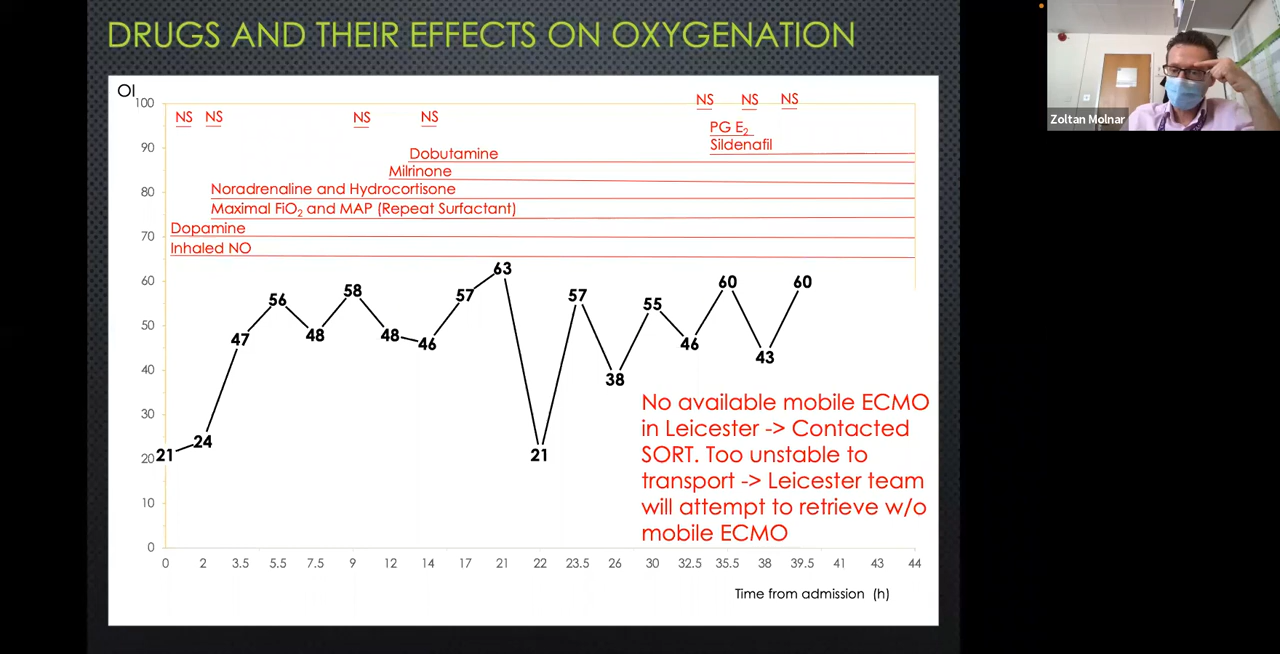 DRUGS AND THEIR EFFECTS ON OXYGENATION
Zoltan Molnar
OI
100
90
80
70
60
50
40
30
20
10
0
NS NS NS NS NS NS NS
PG E2
Sildenafil
Dobutamine
Milrinone
Noradrenaline and Hydrocortisone
Maximal FiO2 and MAP (Repeat Surfactant)
Dopamine
Inhaled NO
21 24 47 56 48 58 48 46 57 63 21 57 38 55 46 60 43 60
No available mobile ECMO
in Leicester -> Contacted
SORT. Too unstable to
transport -> Leicester team
will attempt to retrieve w/o
mobile ECMO
0 2 3.5 5.5 7.5 9 12 14 17 21 22 23.5 26 30 32.5 35.5 38 39.5 41 43 44
Time from admission (h)